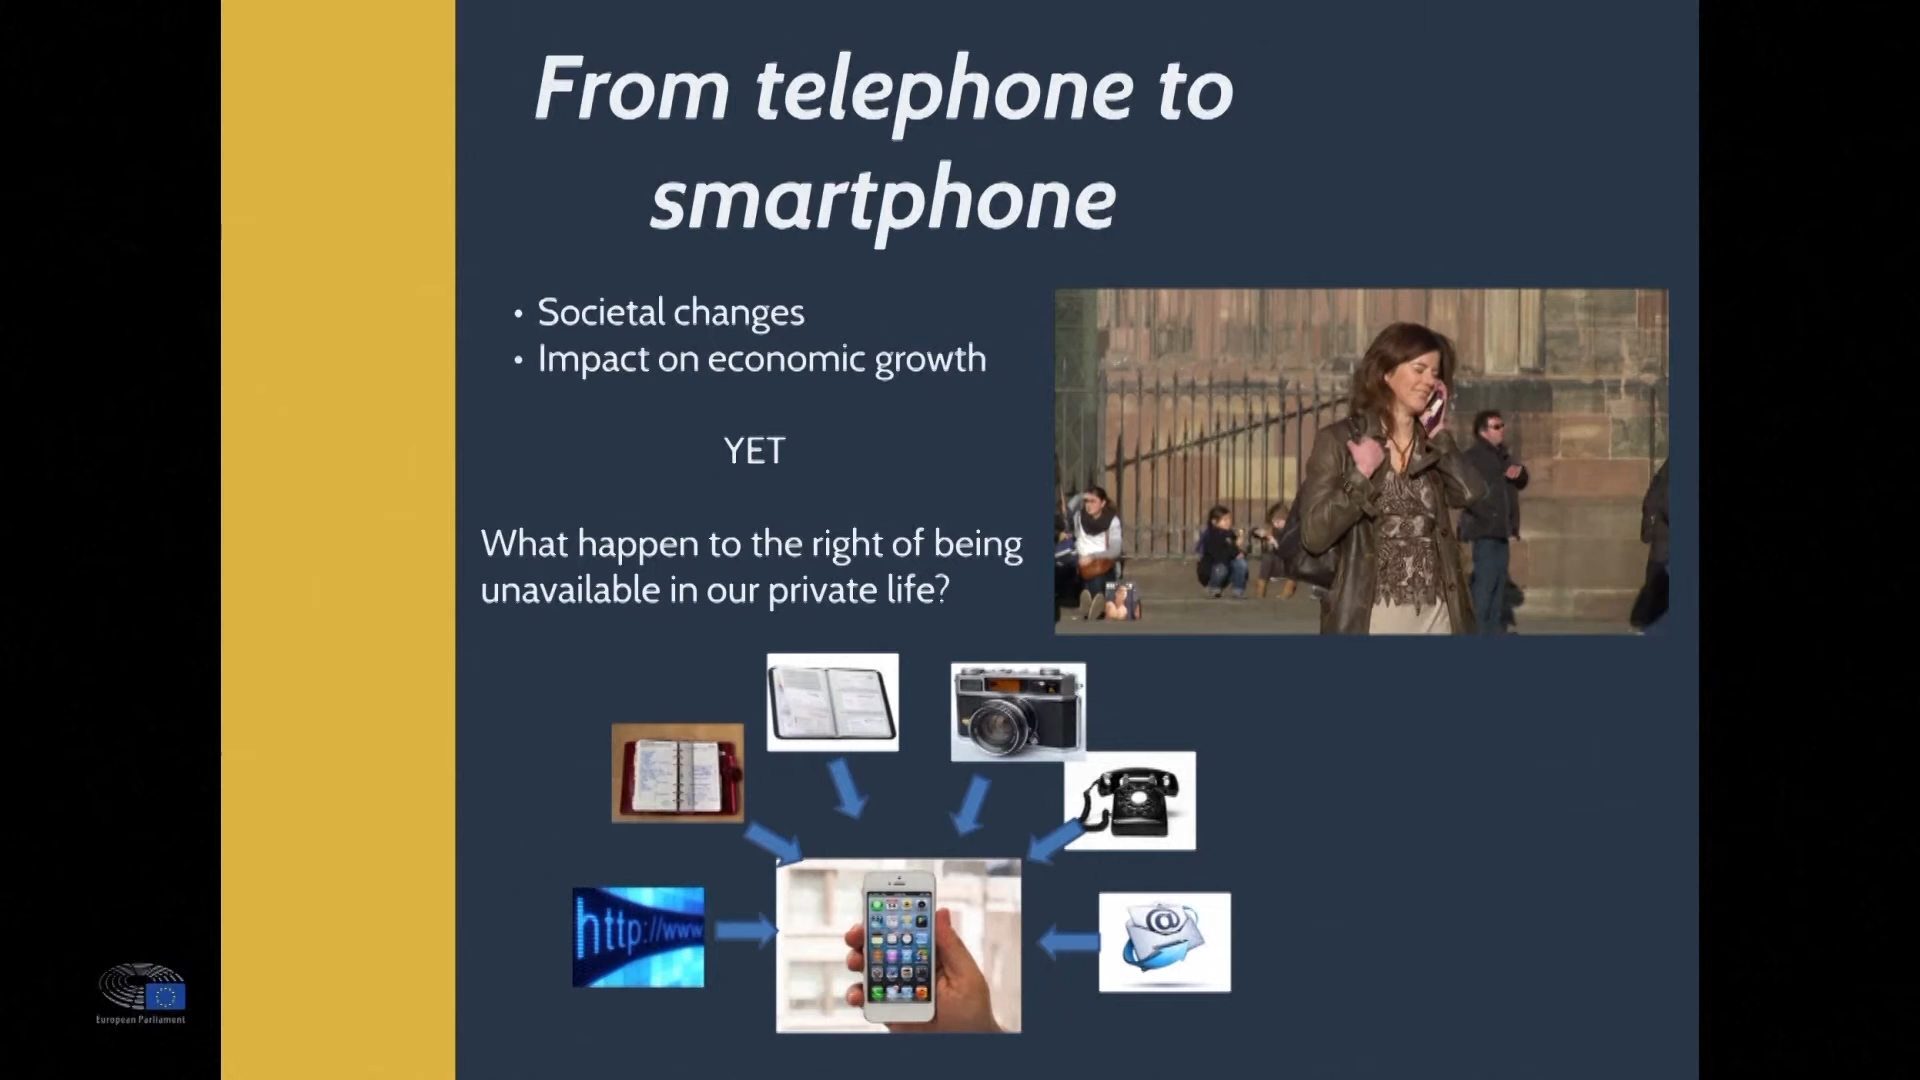 From telephone to
smartphone
• Societal changes
• Impact on economic growth
YET
What happen to the right of being
unavailable in our private life?
http://www
@
European Parliament